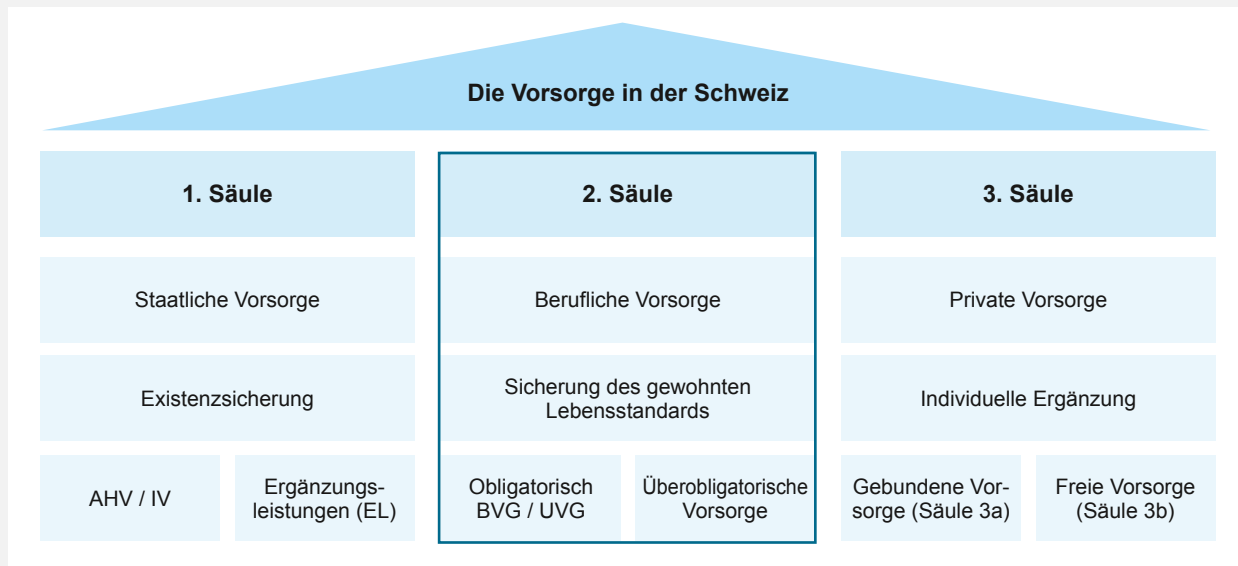 Die Vorsorge in der Schweiz
1. Säule
2. Säule
3. Säule
Staatliche Vorsorge
Berufliche Vorsorge
Private Vorsorge
Existenzsicherung
Sicherung des gewohnten
Lebensstandards
Individuelle Ergänzung
AHV / IV
Ergänzungs-
leistungen (EL)
Obligatorisch
BVG / UVG
Überobligatorische
Vorsorge
Gebundene Vor-
sorge (Säule 3a)
Freie Vorsorge
(Säule 3b)